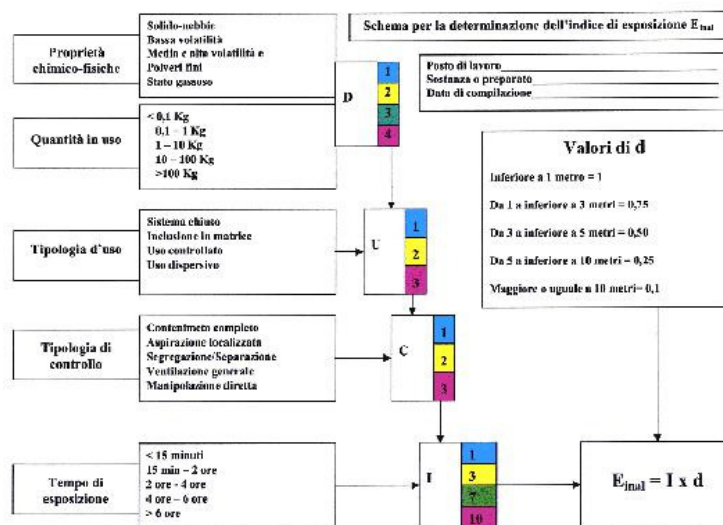 Schema per la determinazione dell'indice di esposizione E inal
Proprietà
chimico-fisiche
Solido-nebbie
Bassa volatilità
Media e alta volatilità e
Polveri fini
Stato gassoso
D
1
2
3
4
Posto di lavoro
Sostanza o preparato
Data di compilazione
Quantità in uso
< 0,1 Kg
0,1 – 1 Kg
1 – 10 Kg
10 – 100 Kg
>100 Kg
Valori di d
Inferiore a 1 metro = 1
Da 1 a inferiore a 3 metri = 0,75
Da 3 a inferiore a 5 metri = 0,50
Da 5 a inferiore a 10 metri = 0,25
Maggiore o uguale a 10 metri= 0,1
Tipologia d'uso
Sistema chiuso
Inclusione in matrice
Uso controllato
Uso dispersivo
U
1
2
3
Tipologia di
controllo
Contenimeto completo
Aspirazione localizzata
Segregazione/Separazione
Ventilazione generale
Manipolazione diretta
C
1
2
3
Tempo di
esposizione
< 15 minuti
15 min – 2 ore
2 ore - 4 ore
4 ore – 6 ore
> 6 ore
I
1
3
7
10
E inal = I x d